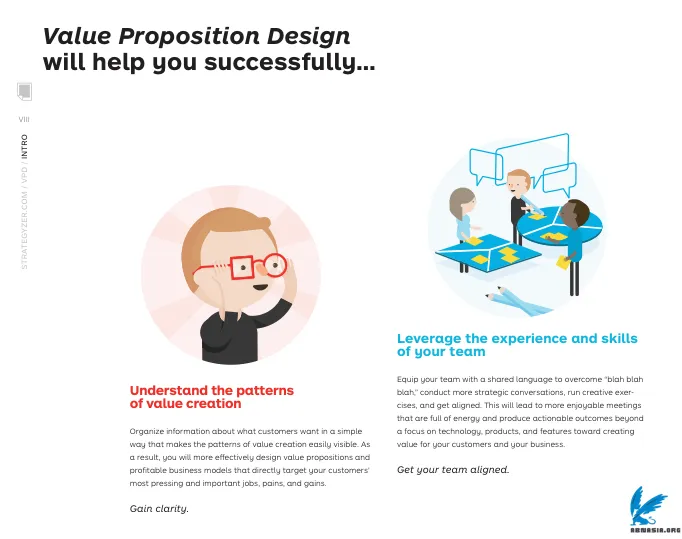 Value Proposition Design
will help you successfully...
VIII
STRATEGYZER.COM / VPD / INTRO
Understand the patterns
of value creation
Organize information about what customers want in a simple
way that makes the patterns of value creation easily visible. As
a result, you will more effectively design value propositions and
profitable business models that directly target your customers'
most pressing and important jobs, pains, and gains.
Gain clarity.
Leverage the experience and skills
of your team
Equip your team with a shared language to overcome "blah blah
blah," conduct more strategic conversations, run creative exer-
cises, and get aligned. This will lead to more enjoyable meetings
that are full of energy and produce actionable outcomes beyond
a focus on technology, products, and features toward creating
value for your customers and your business.
Get your team aligned.
ABNASIA.ORG